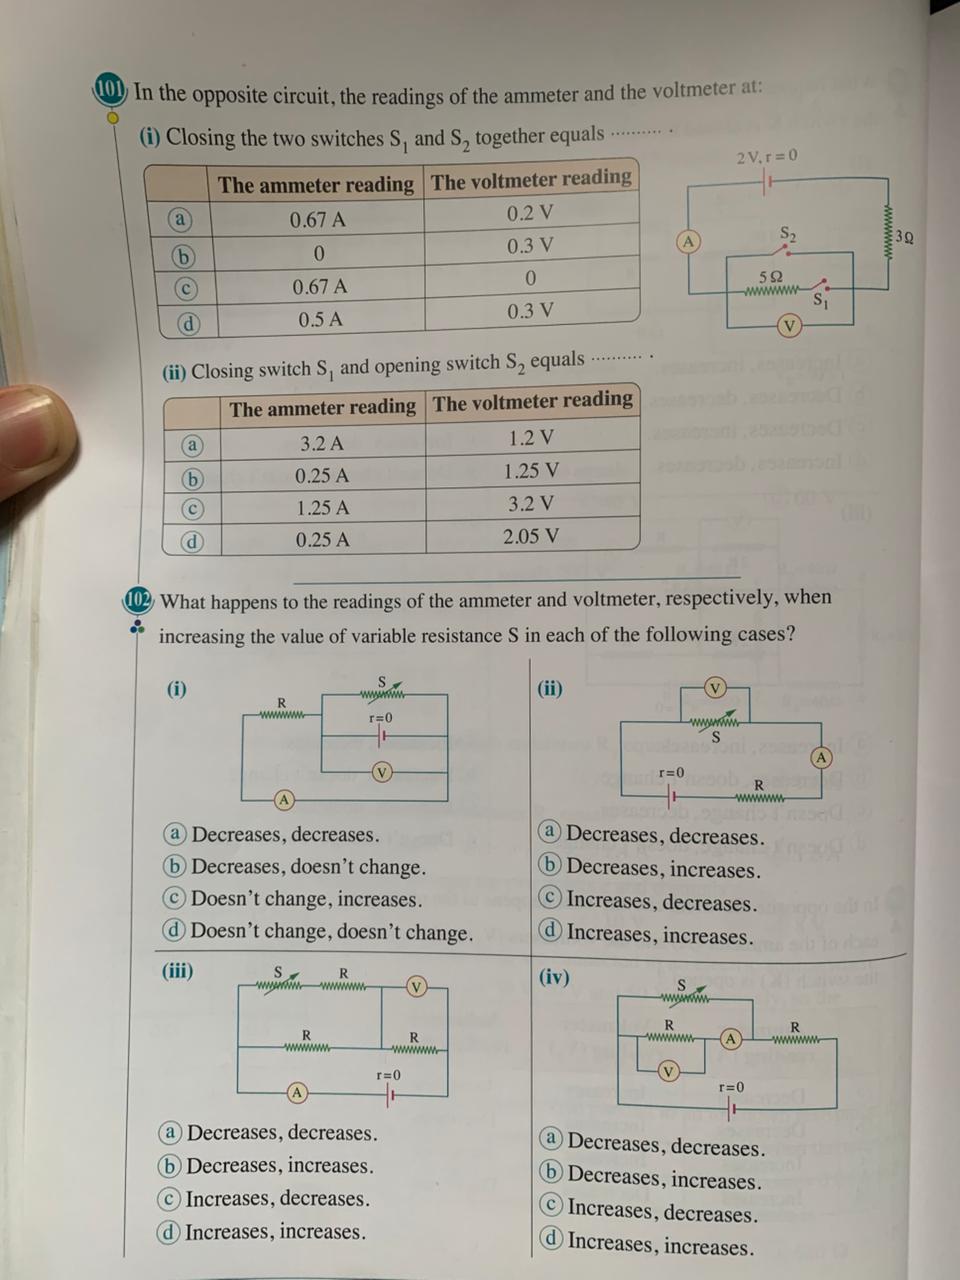 101 In the opposite circuit, the readings of the ammeter and the voltmeter at:
(i) Closing the two switches S1 and S2 together equals .......... .
The ammeter reading The voltmeter reading
a 0.67 A 0.2 V
b 0 0.3 V
c 0.67 A 0
d 0.5 A 0.3 V
2 V, r = 0
A
S2
3 Ω
5 Ω
S1
V
(ii) Closing switch S1 and opening switch S2 equals .......... .
The ammeter reading The voltmeter reading
a 3.2 A 1.2 V
b 0.25 A 1.25 V
c 1.25 A 3.2 V
d 0.25 A 2.05 V
102 What happens to the readings of the ammeter and voltmeter, respectively, when
increasing the value of variable resistance S in each of the following cases?
(i)
S
R
r=0
V
A
a Decreases, decreases.
b Decreases, doesn't change.
c Doesn't change, increases.
d Doesn't change, doesn't change.
(ii)
V
S
A
r=0
R
a Decreases, decreases.
b Decreases, increases.
c Increases, decreases.
d Increases, increases.
(iii)
S R
V
R R
r=0
A
a Decreases, decreases.
b Decreases, increases.
c Increases, decreases.
d Increases, increases.
(iv)
S
R A R
V
r=0
a Decreases, decreases.
b Decreases, increases.
c Increases, decreases.
d Increases, increases.